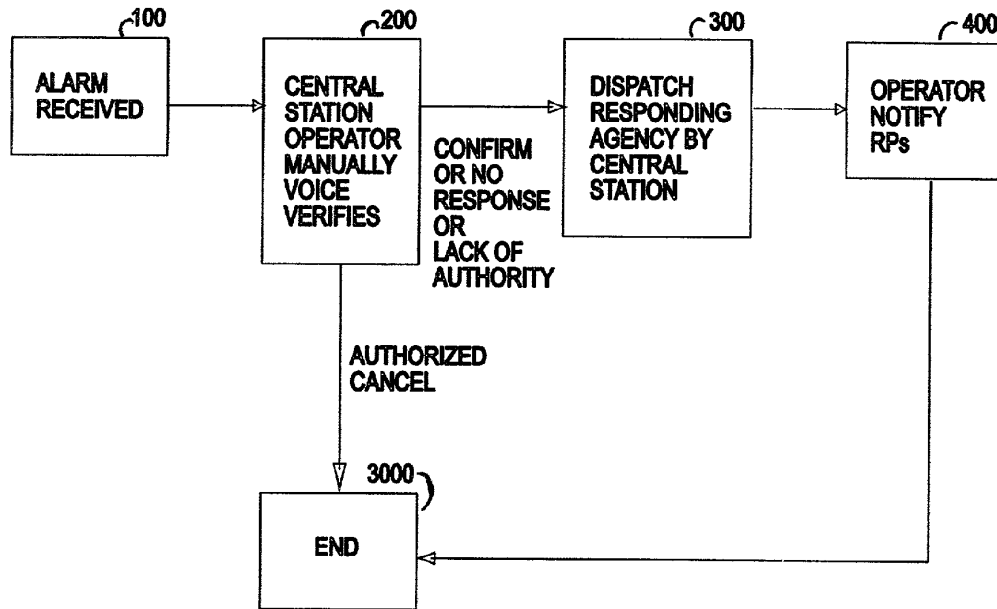 100
ALARM
RECEIVED
200
CENTRAL
STATION
OPERATOR
MANUALLY
VOICE
VERIFIES
CONFIRM
OR NO
RESPONSE
OR
LACK OF
AUTHORITY
300
DISPATCH
RESPONDING
AGENCY BY
CENTRAL
STATION
400
OPERATOR
NOTIFY
RPs
AUTHORIZED
CANCEL
3000
END